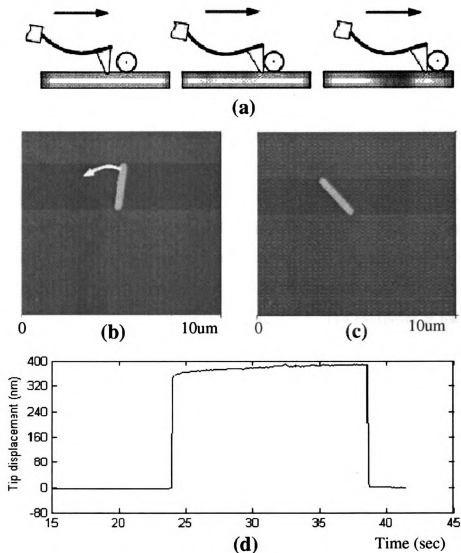 (a)
0 10um
(b)
0 10um
(c)
Tip displacement (nm)
400
320
240
160
80
0
-80
15 20 25 30 35 40 45
(d) Time (sec)